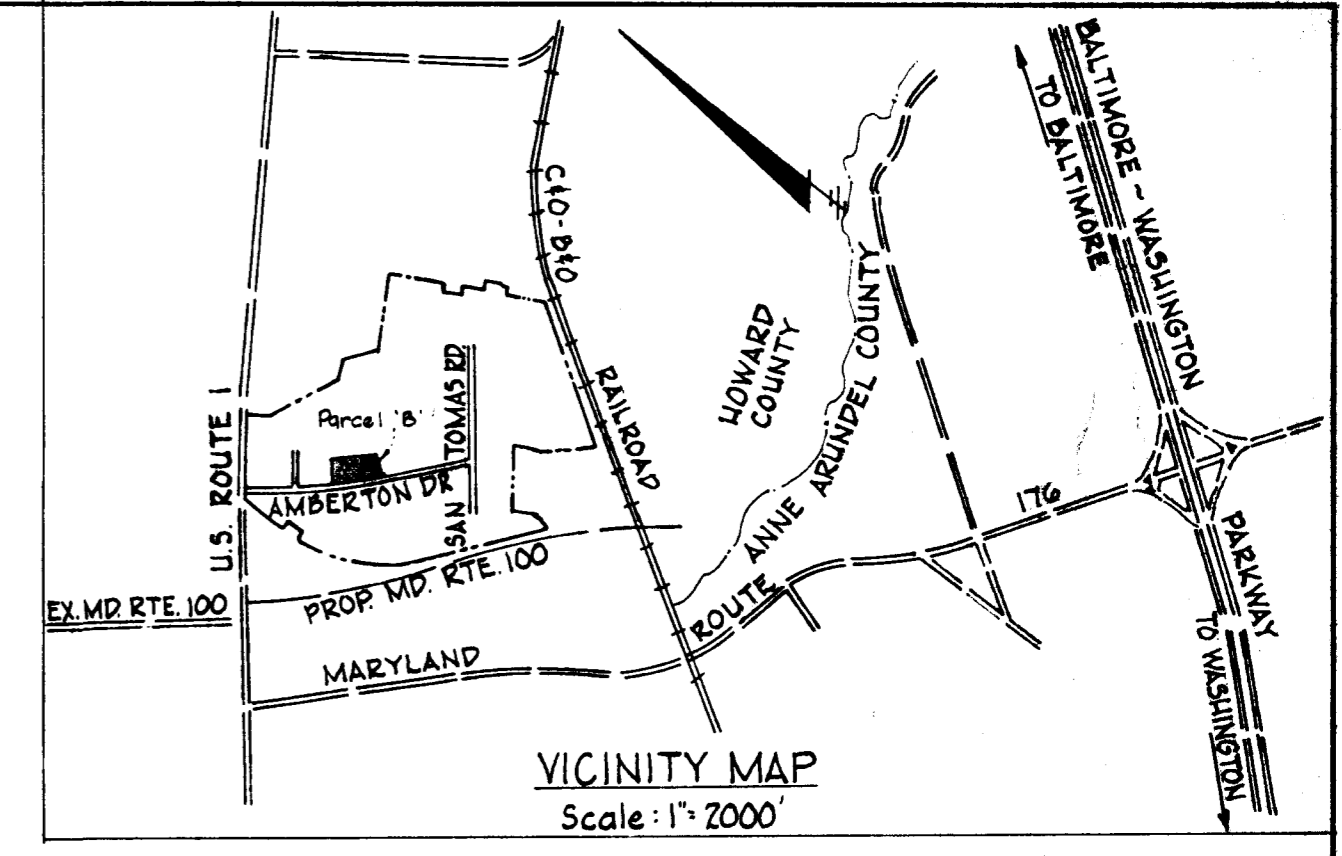 BALTIMORE ~ WASHINGTON
PARKWAY
TO BALTIMORE
TO WASHINGTON
C&O-B&O
RAILROAD
HOWARD
COUNTY
ANNE ARUNDEL COUNTY
U.S. ROUTE 1
Parcel 'B'
SAN TOMAS RD.
AMBERTON DR
PROP. MD. RTE. 100
EX. MD. RTE. 100
MARYLAND ROUTE 176
VICINITY MAP
Scale: 1"= 2000'